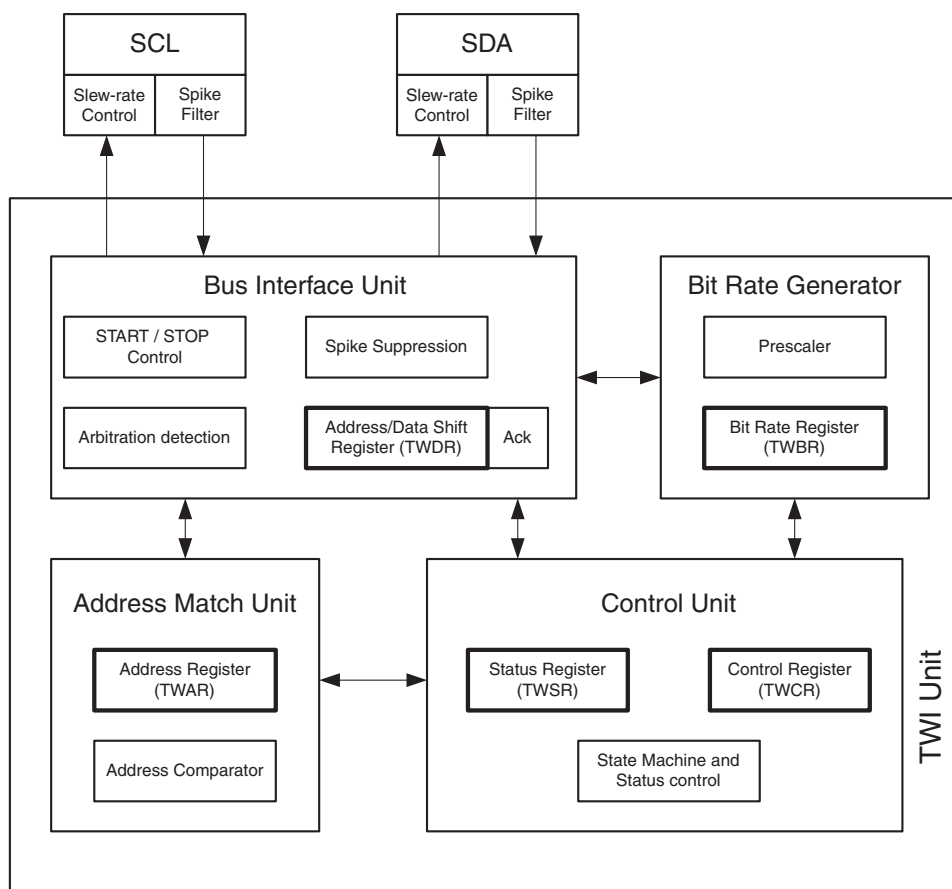 SCL
Slew-rate
Control
Spike
Filter
SDA
Slew-rate
Control
Spike
Filter
Bus Interface Unit
START / STOP
Control
Spike Suppression
Arbitration detection
Address/Data Shift
Register (TWDR)
Ack
Bit Rate Generator
Prescaler
Bit Rate Register
(TWBR)
Address Match Unit
Address Register
(TWAR)
Address Comparator
Control Unit
Status Register
(TWSR)
Control Register
(TWCR)
State Machine and
Status control
TWI Unit